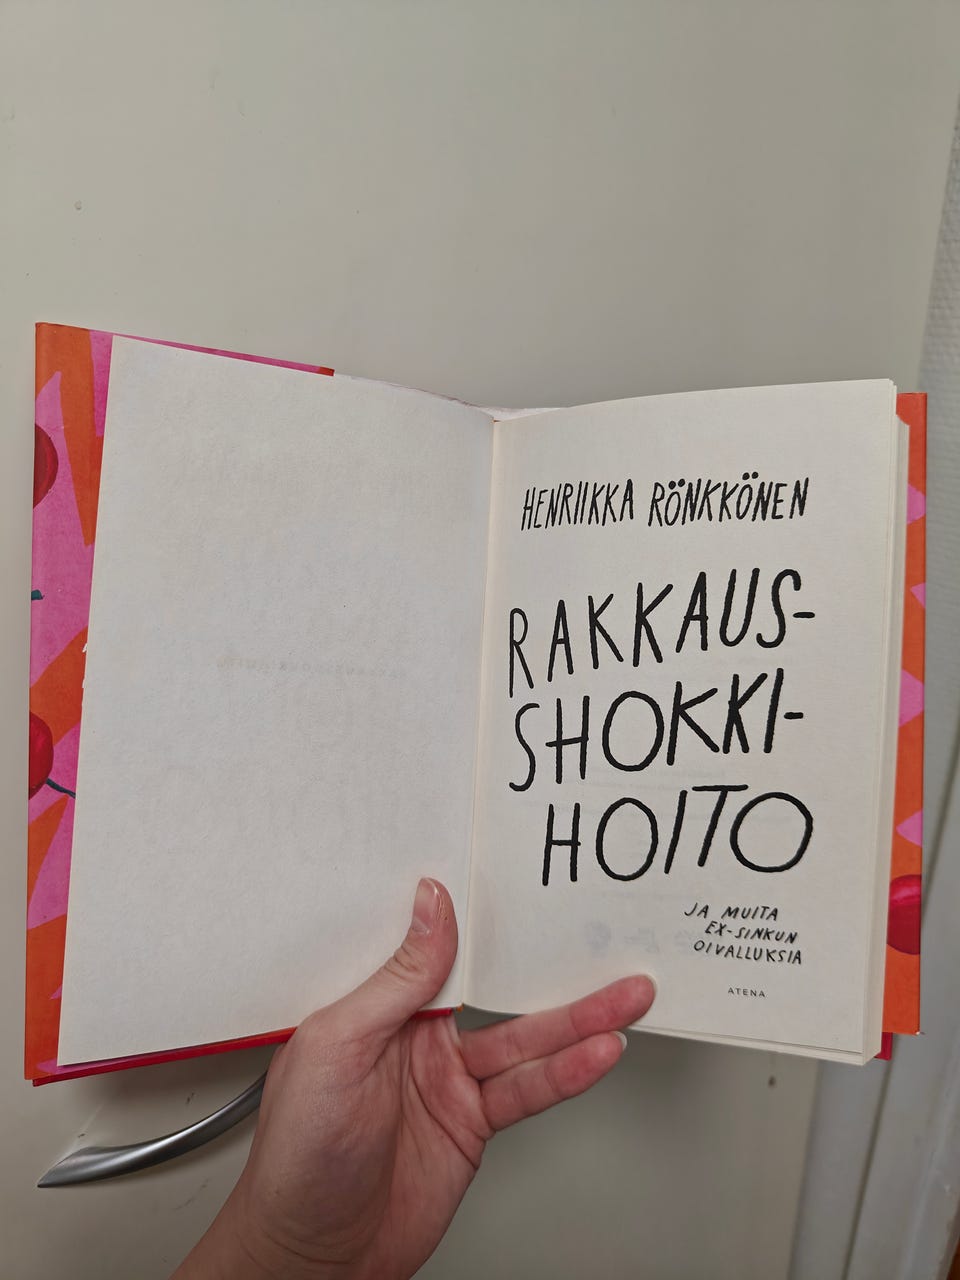 HENRIIKKA RÖNKKÖNEN
RAKKAUS-
SHOKKI-
HOITO
JA MUITA
EX-SINKUN
OIVALLUKSIA
ATENA